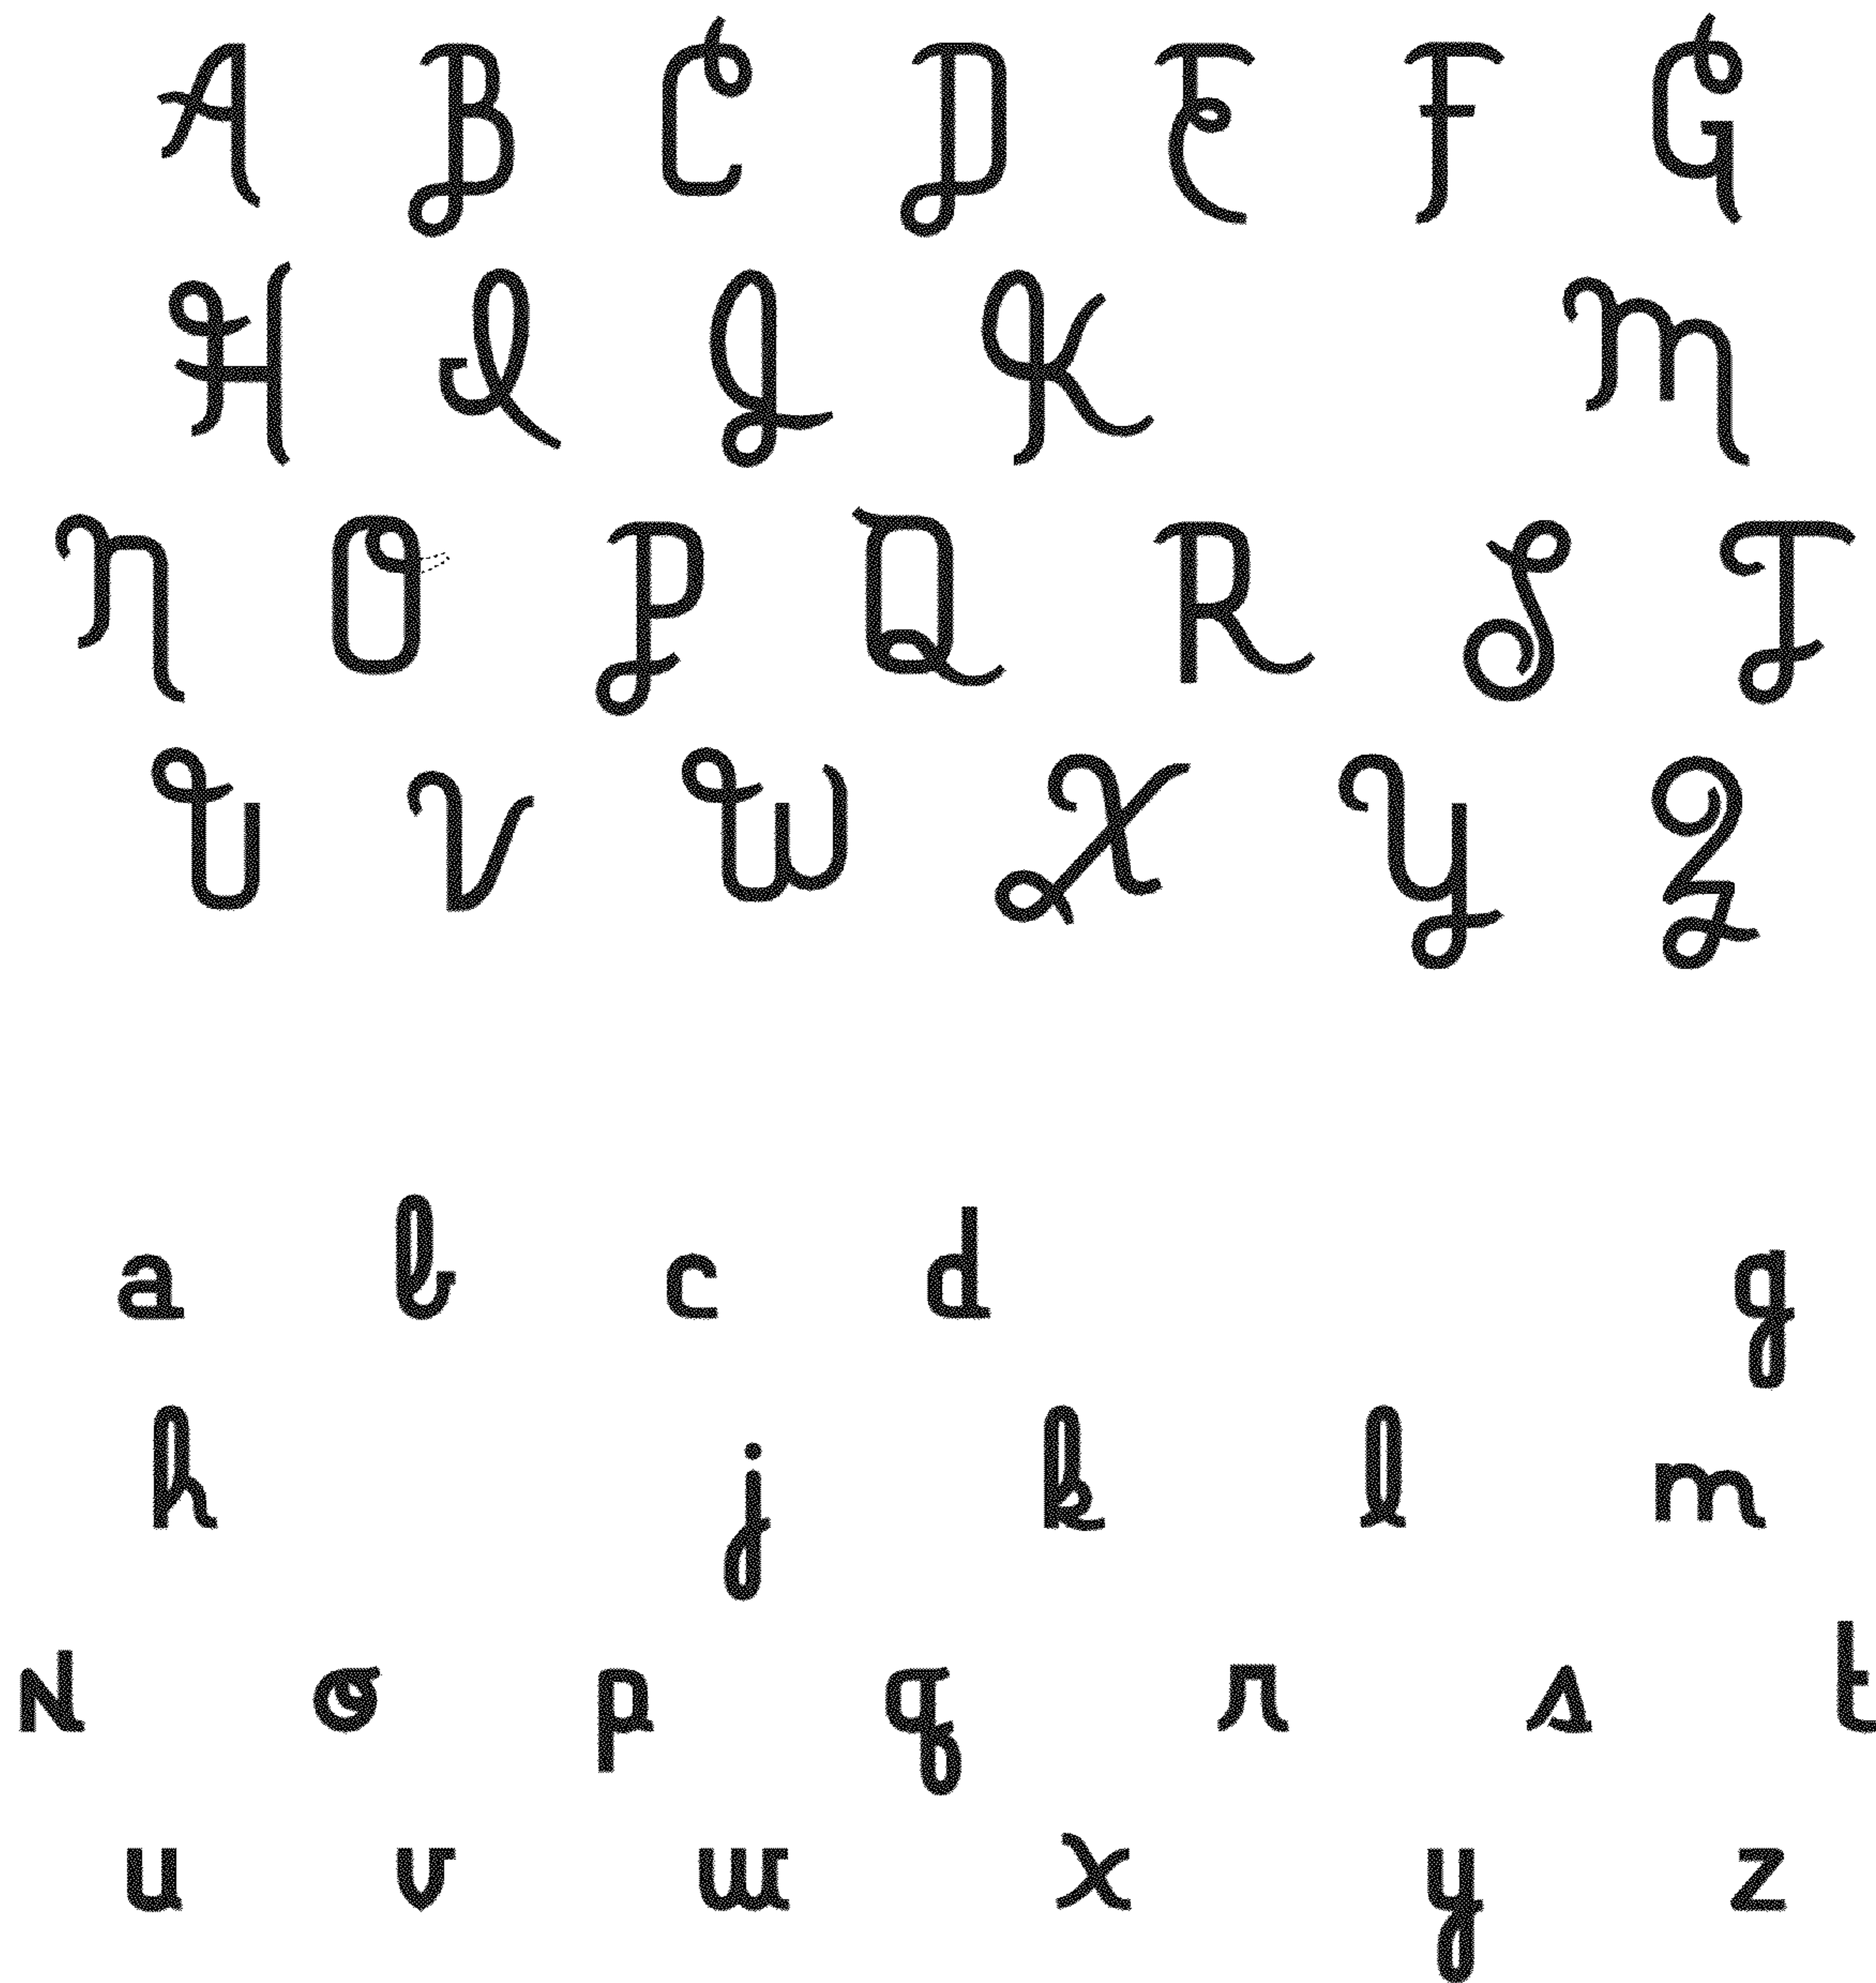 A B C D E F G
H I J K M
N O P Q R S T
U V W X Y Z
a b c d g
h j k l m
n o p q r s t
u v w x y z